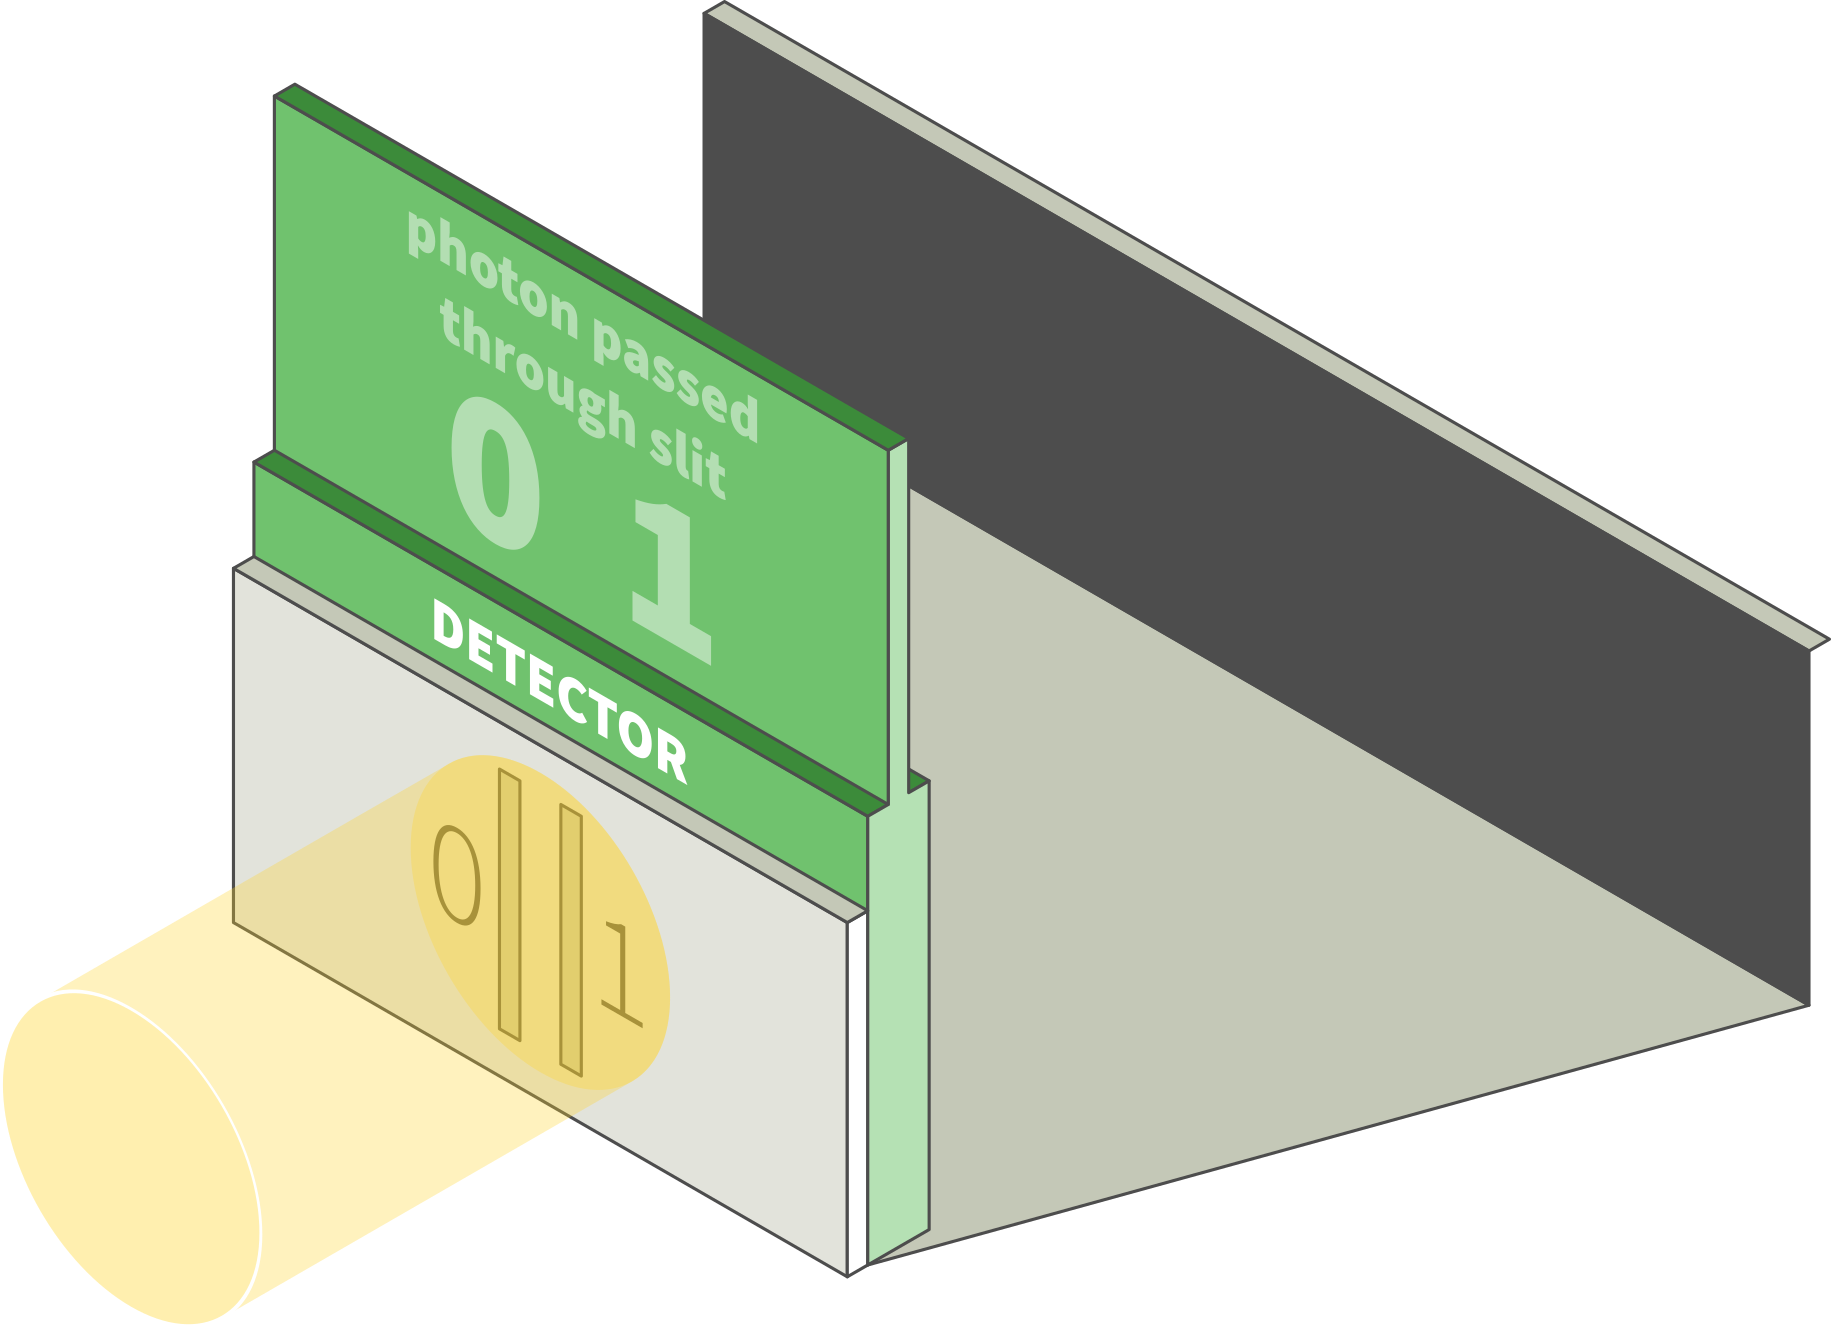 photon passed
through slit
0 1
DETECTOR
0 1